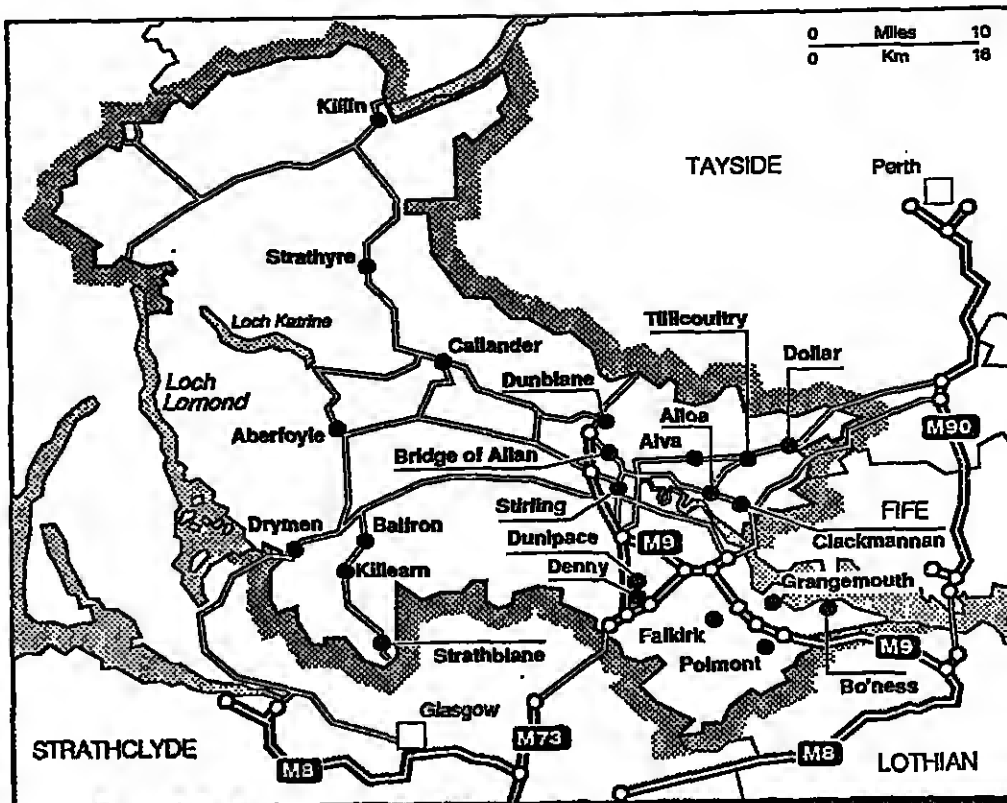 0 Miles 10
0 Km 16
Killin
TAYSIDE
Perth
Strathyre
Loch Katrine
Tillicoultry
Callander
Dollar
Loch
Lomond
Dunblane
Alloa
Aberfoyle
Alva
M90
Bridge of Allan
Stirling
FIFE
Drymen
Balfron
Dunipace
M9
Clackmannan
Denny
Killearn
Grangemouth
Falkirk
Strathblane
Polmont
M9
Bo'ness
Glasgow
STRATHCLYDE
M73
M8
M8
LOTHIAN